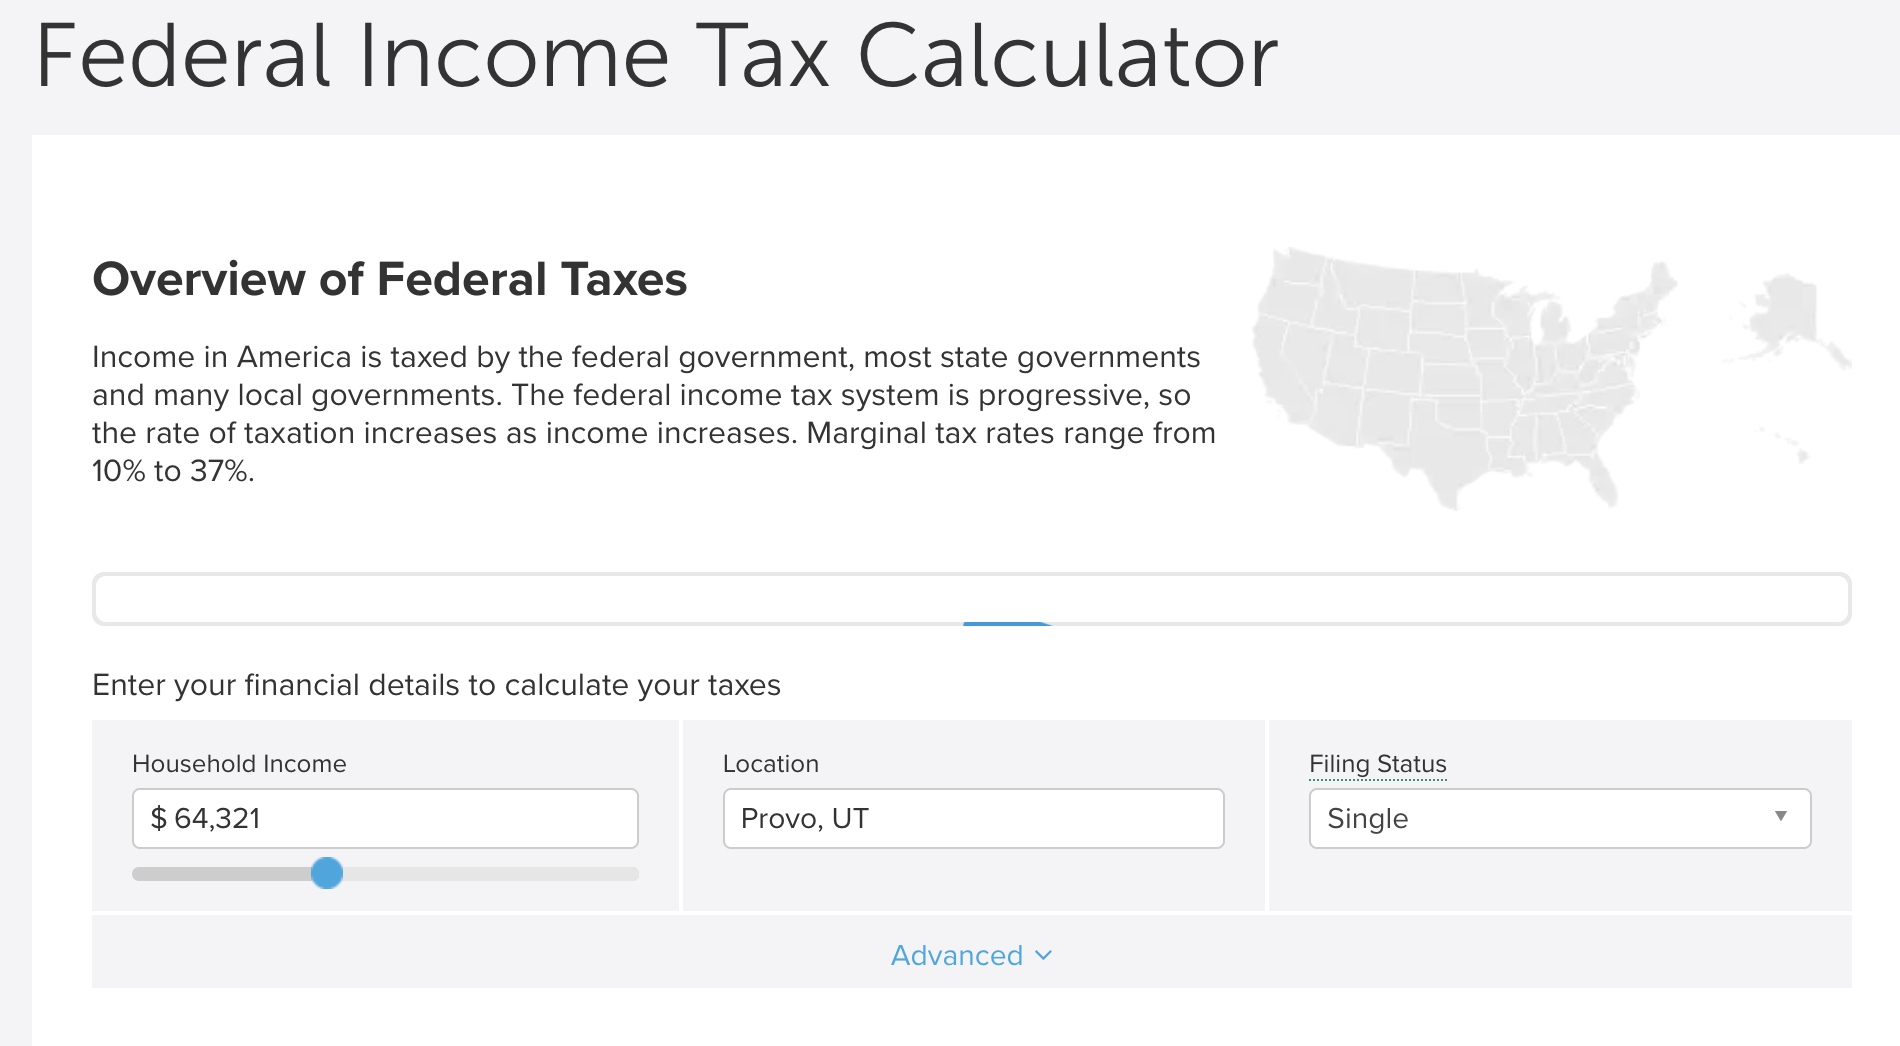 Federal Income Tax Calculator
Overview of Federal Taxes
Income in America is taxed by the federal government, most state governments
and many local governments. The federal income tax system is progressive, so
the rate of taxation increases as income increases. Marginal tax rates range from
10% to 37%.
Enter your financial details to calculate your taxes
Household Income
$ 64,321
Location
Provo, UT
Filing Status
Single
Advanced